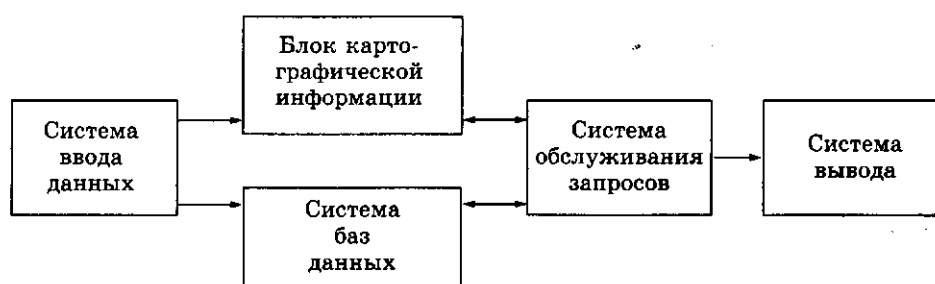 Блок карто-
графической
информации
Система
ввода
данных
Система
обслуживания
запросов
Система
вывода
Система
баз
данных